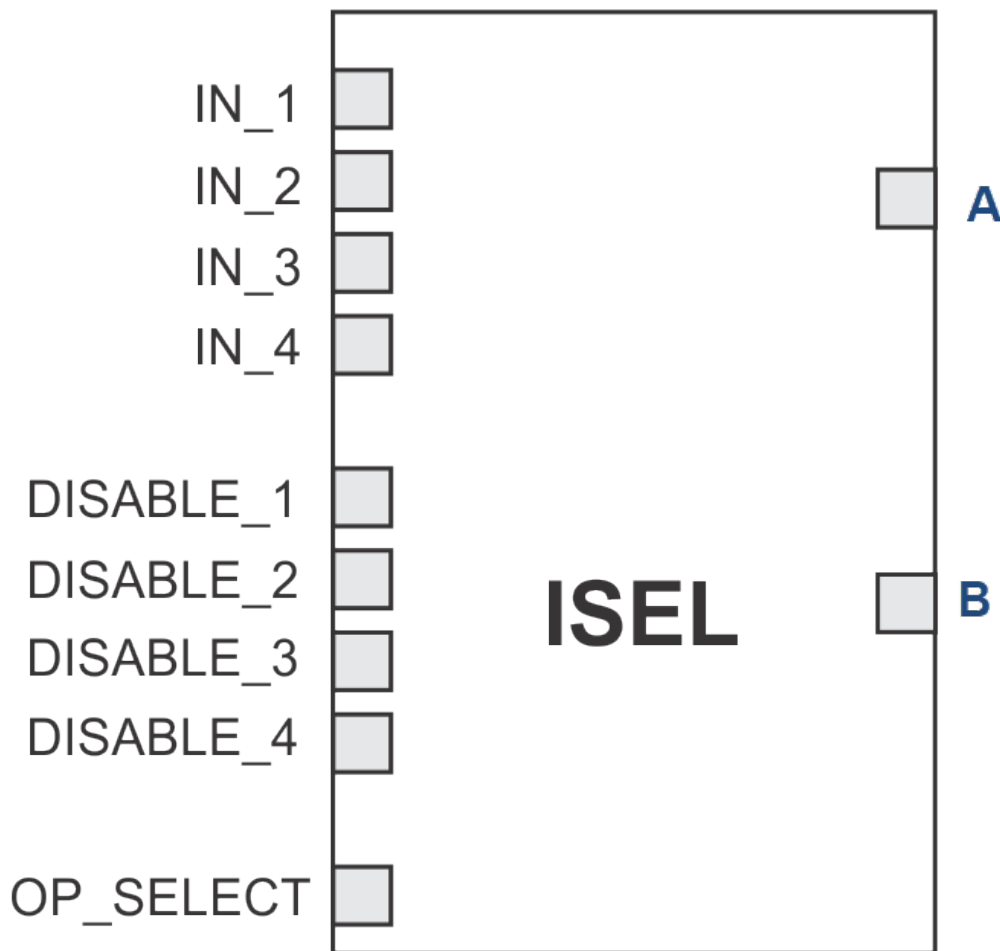 IN_1
IN_2
IN_3
IN_4
A
DISABLE_1
DISABLE_2
DISABLE_3
DISABLE_4
ISEL
B
OP_SELECT